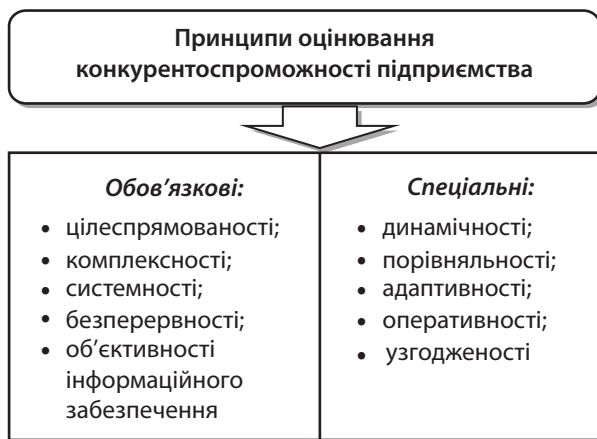 Принципи оцінювання
конкурентоспроможності підприємства
Обов’язкові:
• цілеспрямованості;
• комплексності;
• системності;
• безперервності;
• об’єктивності
інформаційного
забезпечення
Спеціальні:
• динамічності;
• порівняльності;
• адаптивності;
• оперативності;
• узгодженості